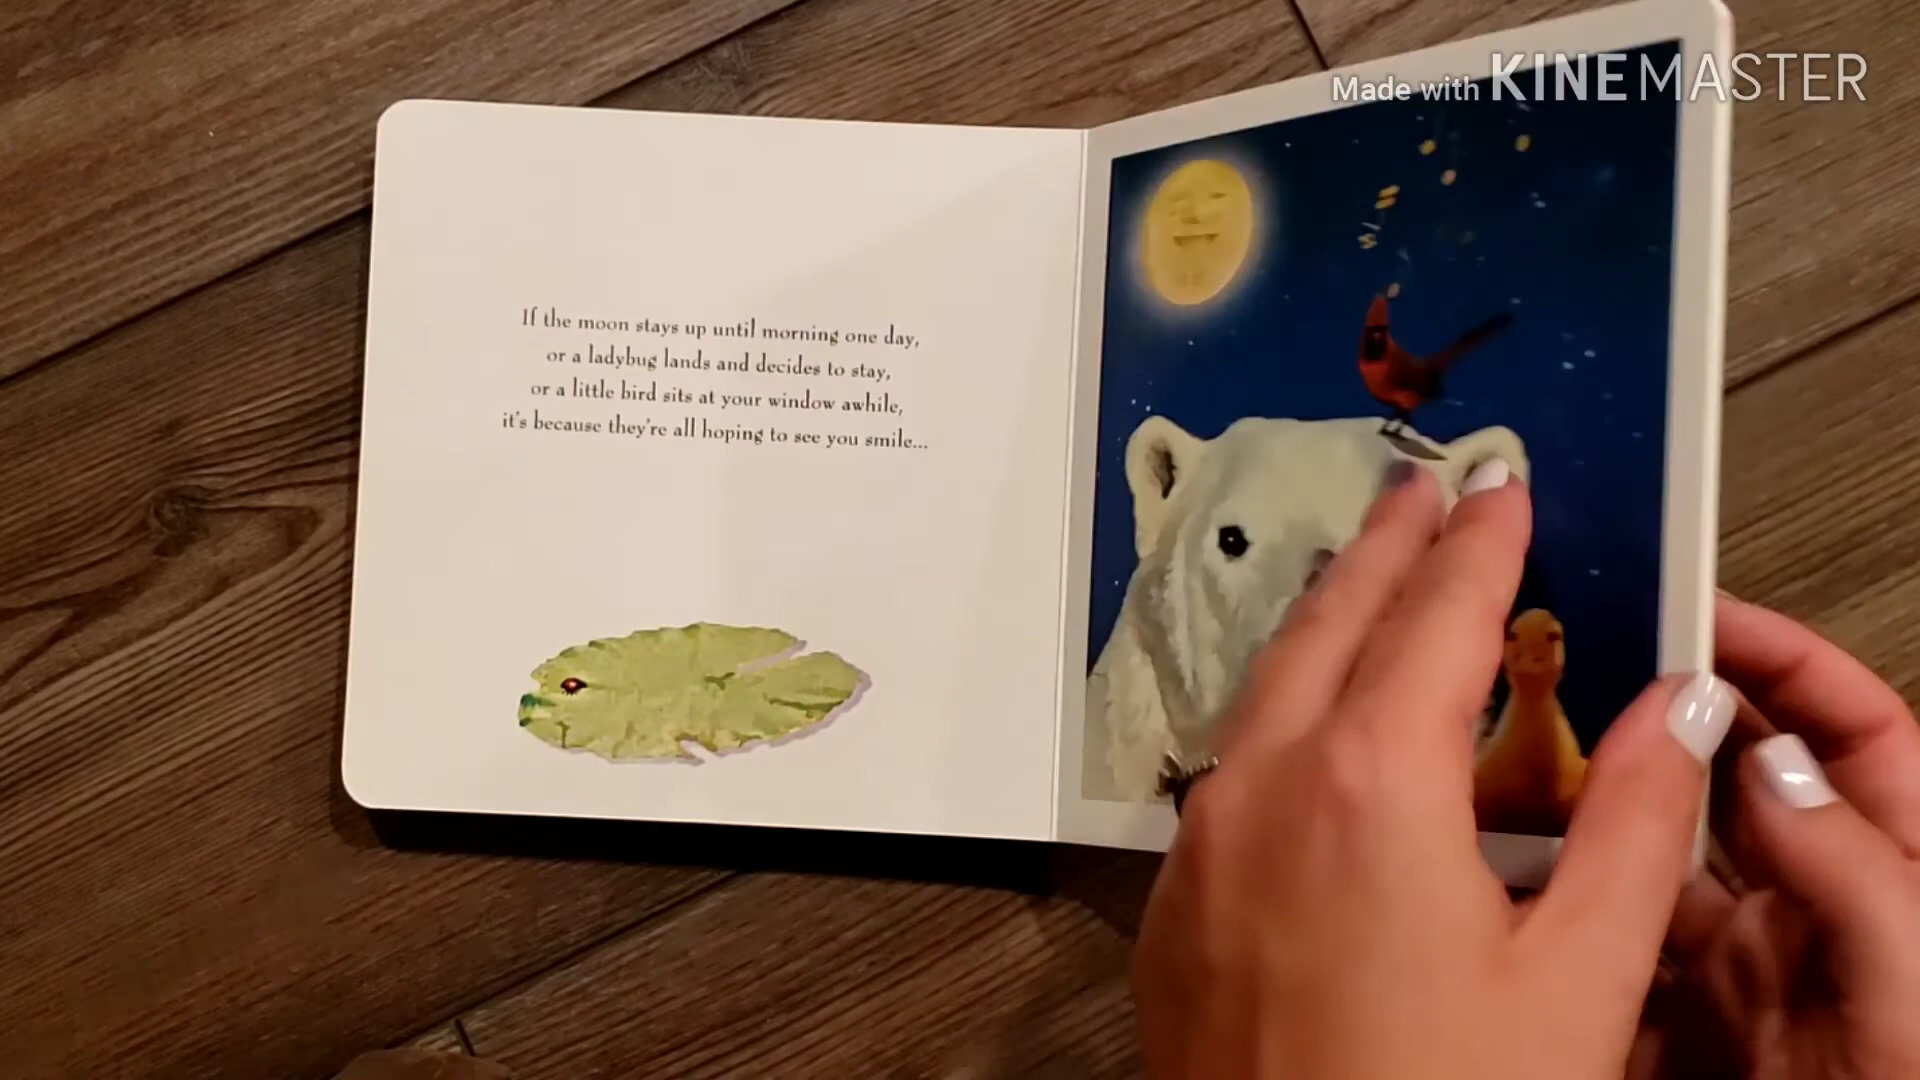 Made with KINEMASTER
If the moon stays up until morning one day,
or a ladybug lands and decides to stay,
or a little bird sits at your window awhile,
it's because they're all hoping to see you smile...